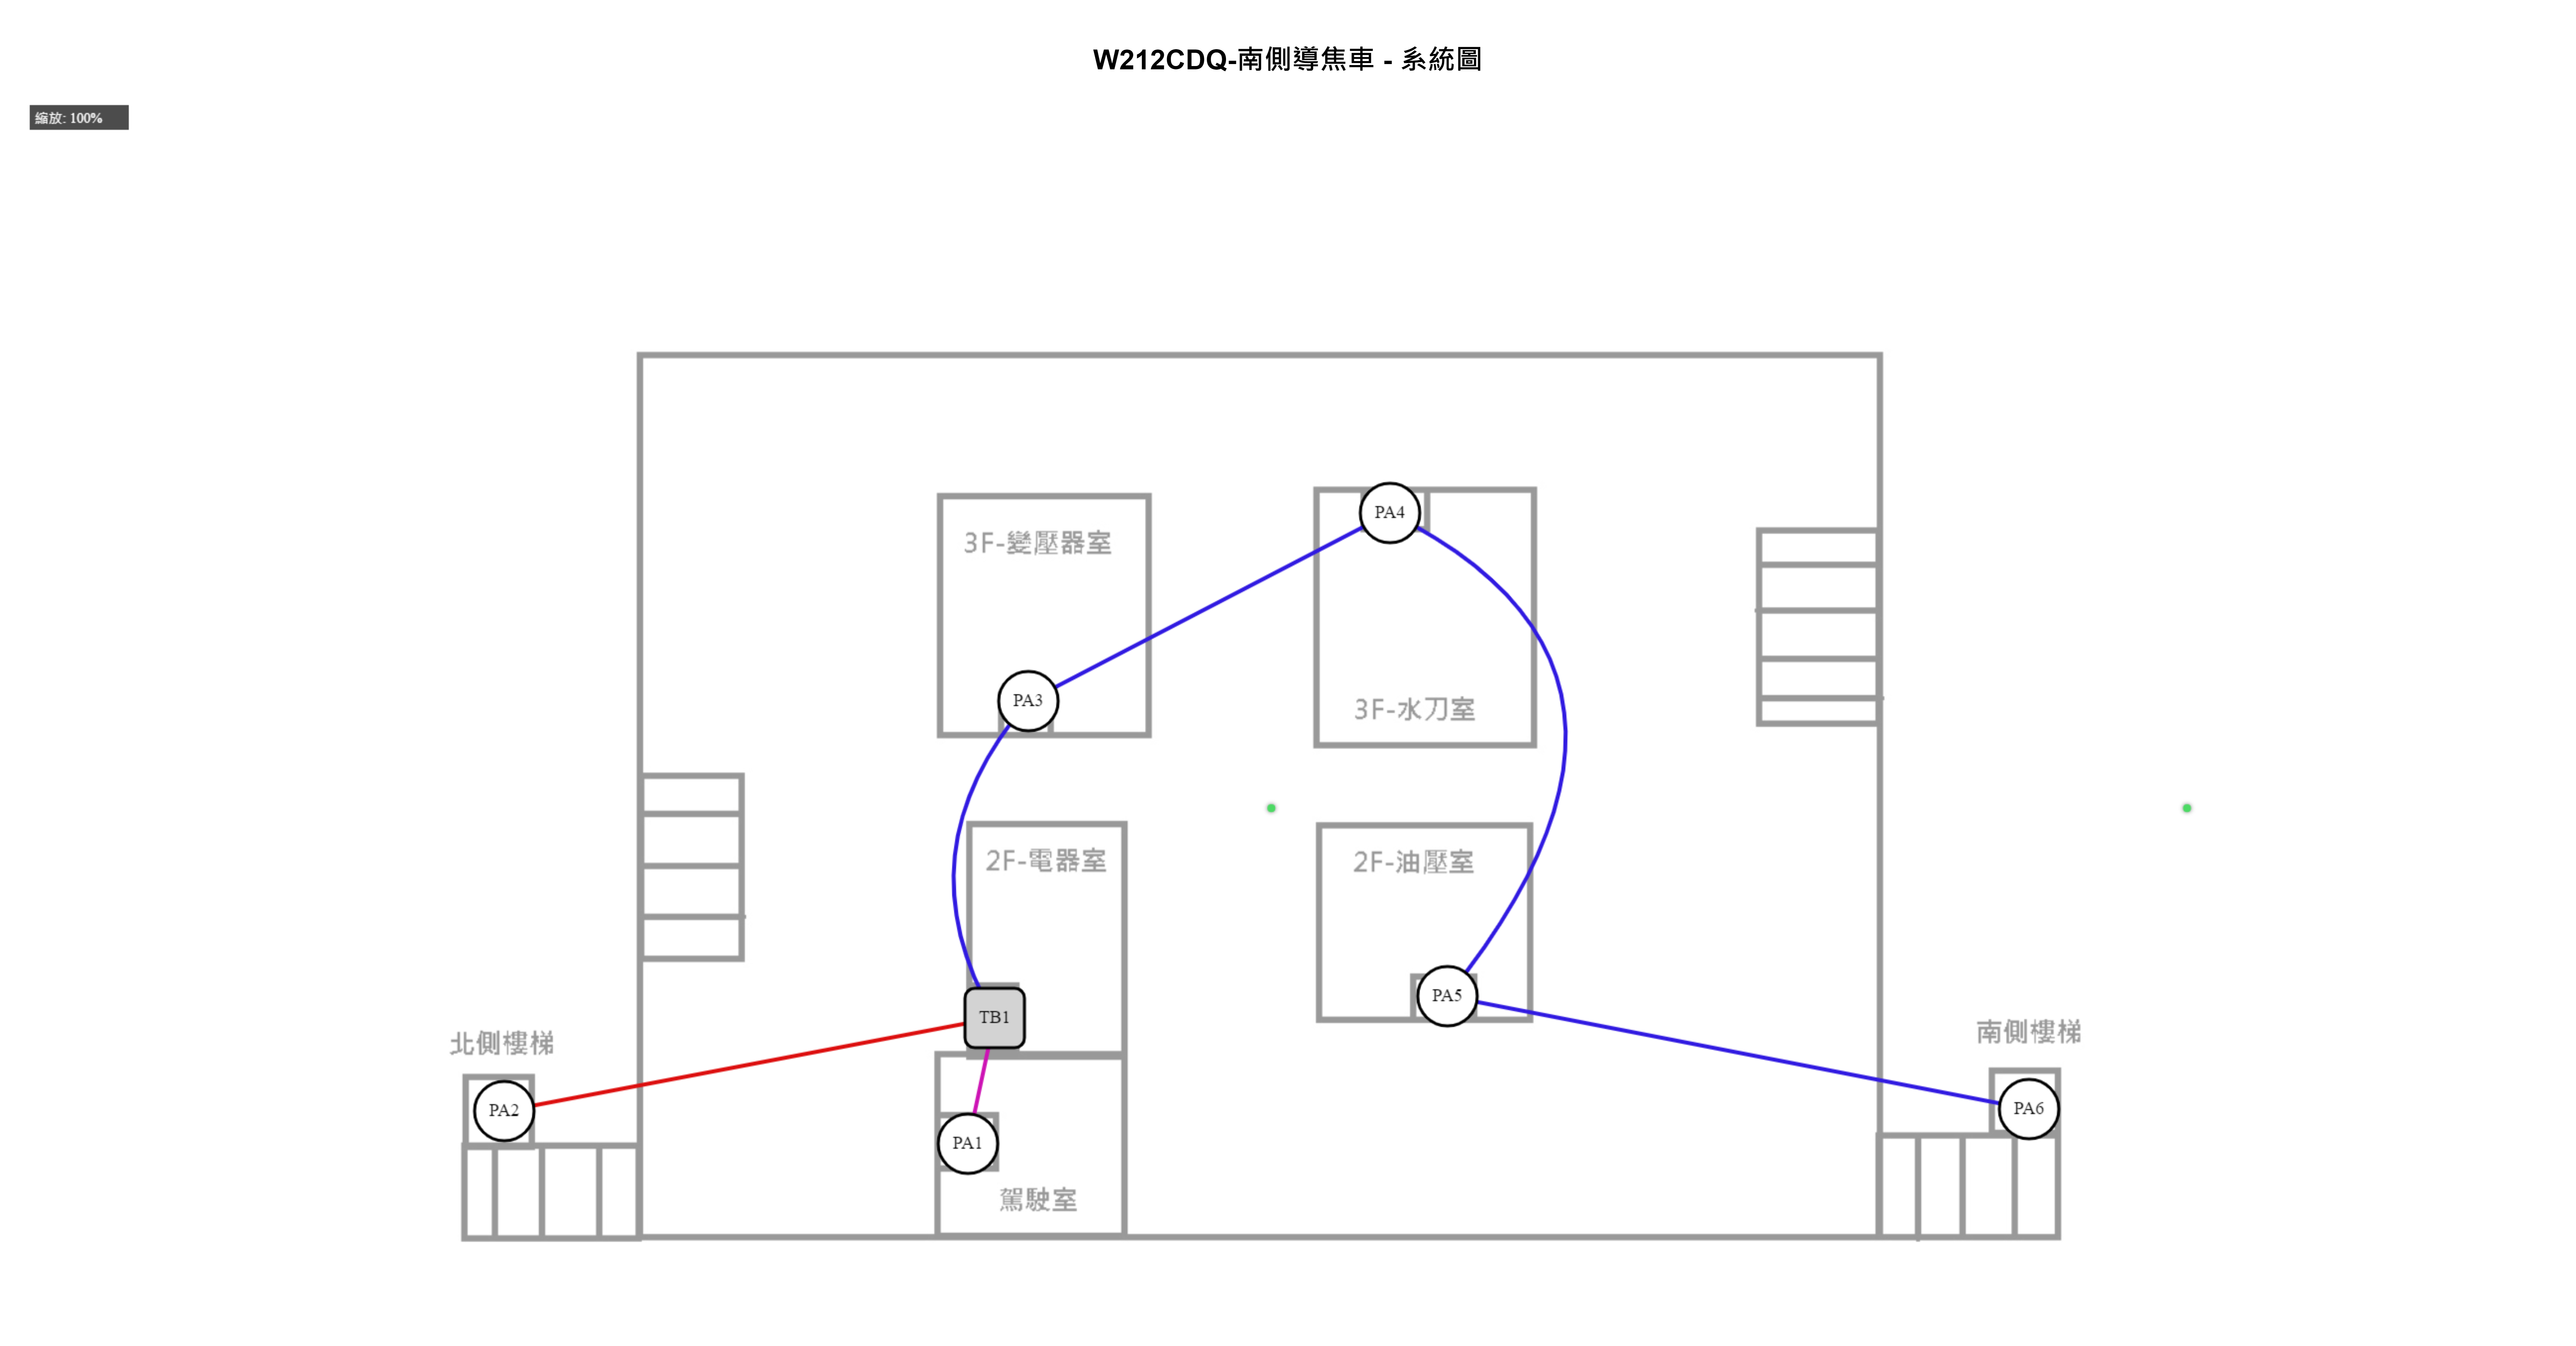 W212CDQ-南側導焦車 - 系統圖
縮放: 100%
PA4
3F-變壓器室
PA3
3F-水刀室
2F-電器室
2F-油壓室
PA5
TB1
南側樓梯
北側樓梯
PA6
PA2
PA1
駕駛室